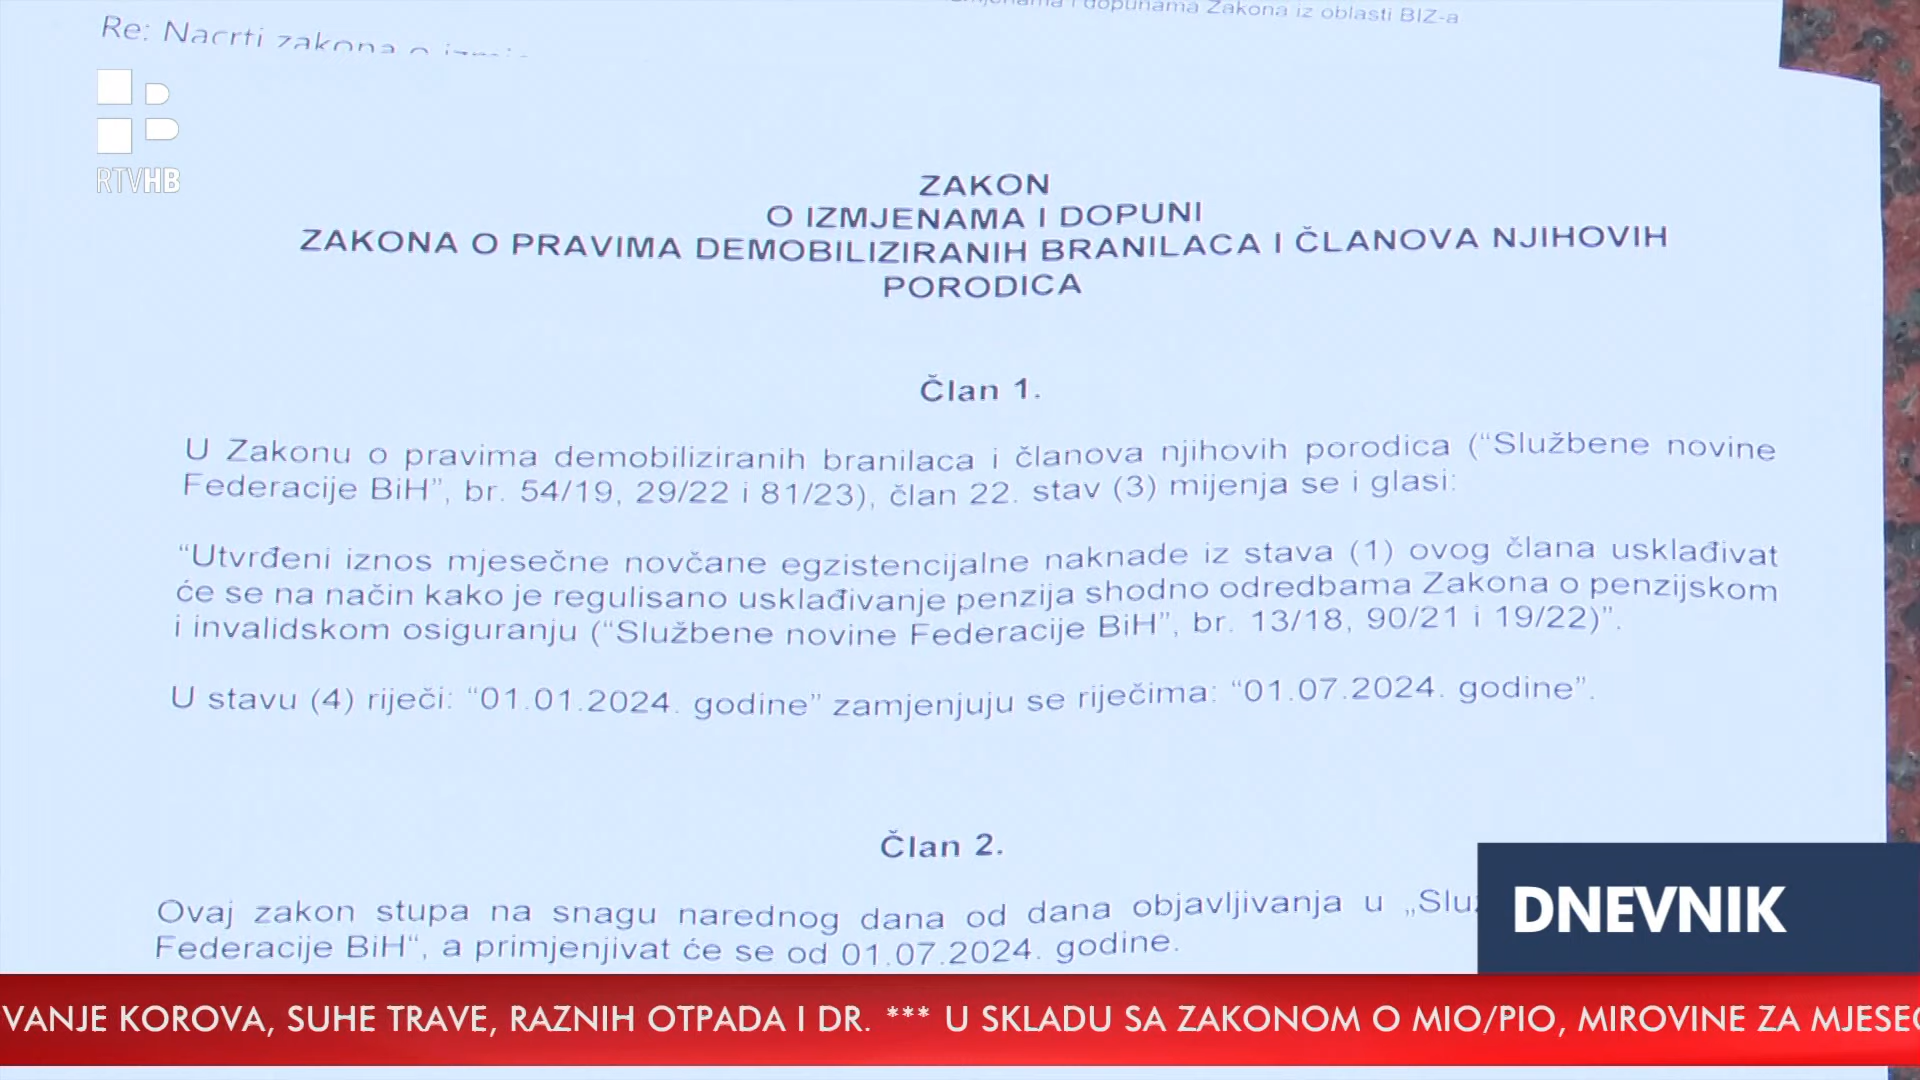 izmjenama i dopunama Zakona iz oblasti BIZ-a
Re: Nacrti zakona o
RTVHB
ZAKON
O IZMJENAMA I DOPUNI
ZAKONA O PRAVIMA DEMOBILIZIRANIH BRANILACA I ČLANOVA NJIHOVIH
PORODICA
Član 1.
U Zakonu o pravima demobiliziranih branilaca i članova njihovih porodica (“Službene novine
Federacije BiH”, br. 54/19, 29/22 i 81/23), član 22. stav (3) mijenja se i glasi:
“Utvrđeni iznos mjesečne novčane egzistencijalne naknade iz stava (1) ovog člana usklađivat
će se na način kako je regulisano usklađivanje penzija shodno odredbama Zakona o penzijskom
i invalidskom osiguranju (“Službene novine Federacije BiH”, br. 13/18, 90/21 i 19/22)”.
U stavu (4) riječi: “01.01.2024. godine” zamjenjuju se riječima: “01.07.2024. godine”.
Član 2.
Ovaj zakon stupa na snagu narednog dana od dana objavljivanja u „Slu
Federacije BiH“, a primjenjivat će se od 01.07.2024. godine.
DNEVNIK
VANJE KOROVA, SUHE TRAVE, RAZNIH OTPADA I DR. *** U SKLADU SA ZAKONOM O MIO/PIO, MIROVINE ZA MJESEC